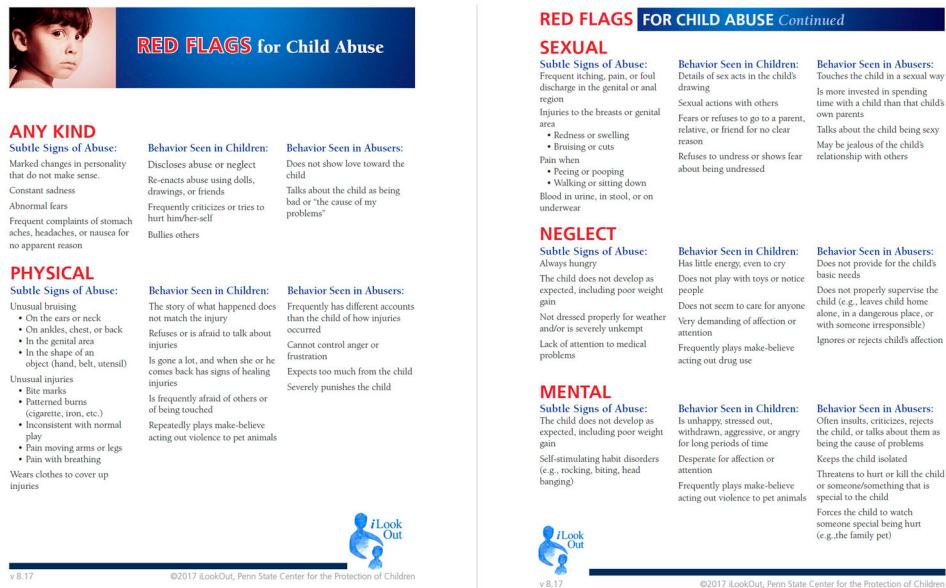 RED FLAGS for Child Abuse
ANY KIND
Subtle Signs of Abuse:
Marked changes in personality
that do not make sense.
Constant sadness
Abnormal fears
Frequent complaints of stomach
aches, headaches, or nausea for
no apparent reason
Behavior Seen in Children:
Discloses abuse or neglect
Re-enacts abuse using dolls,
drawings, or friends
Frequently criticizes or tries to
hurt him/her-self
Bullies others
Behavior Seen in Abusers:
Does not show love toward the
child
Talks about the child as being
bad or “the cause of my
problems”
PHYSICAL
Subtle Signs of Abuse:
Unusual bruising
• On the ears or neck
• On ankles, chest, or back
• In the genital area
• In the shape of an
object (hand, belt, utensil)
Unusual injuries
• Bite marks
• Patterned burns
(cigarette, iron, etc.)
• Inconsistent with normal
play
• Pain moving arms or legs
• Pain with breathing
Wears clothes to cover up
injuries
Behavior Seen in Children:
The story of what happened does
not match the injury
Refuses or is afraid to talk about
injuries
Is gone a lot, and when she or he
comes back has signs of healing
injuries
Is frequently afraid of others or
of being touched
Repeatedly plays make-believe
acting out violence to pet animals
Behavior Seen in Abusers:
Frequently has different accounts
than the child of how injuries
occurred
Cannot control anger or
frustration
Expects too much from the child
Severely punishes the child
iLook
Out
v 8.17
©2017 iLookOut, Penn State Center for the Protection of Children
RED FLAGS FOR CHILD ABUSE Continued
SEXUAL
Subtle Signs of Abuse:
Frequent itching, pain, or foul
discharge in the genital or anal
region
Injuries to the breasts or genital
area
• Redness or swelling
• Bruising or cuts
Pain when
• Peeing or pooping
• Walking or sitting down
Blood in urine, in stool, or on
underwear
Behavior Seen in Children:
Details of sex acts in the child’s
drawing
Sexual actions with others
Fears or refuses to go to a parent,
relative, or friend for no clear
reason
Refuses to undress or shows fear
about being undressed
Behavior Seen in Abusers:
Touches the child in a sexual way
Is more invested in spending
time with a child than that child’s
own parents
Talks about the child being sexy
May be jealous of the child’s
relationship with others
NEGLECT
Subtle Signs of Abuse:
Always hungry
The child does not develop as
expected, including poor weight
gain
Not dressed properly for weather
and/or is severely unkempt
Lack of attention to medical
problems
Behavior Seen in Children:
Has little energy, even to cry
Does not play with toys or notice
people
Does not seem to care for anyone
Very demanding of affection or
attention
Frequently plays make-believe
acting out drug use
Behavior Seen in Abusers:
Does not provide for the child’s
basic needs
Does not properly supervise the
child (e.g., leaves child home
alone, in a dangerous place, or
with someone irresponsible)
Ignores or rejects child’s affection
MENTAL
Subtle Signs of Abuse:
The child does not develop as
expected, including poor weight
gain
Self-stimulating habit disorders
(e.g., rocking, biting, head
banging)
Behavior Seen in Children:
Is unhappy, stressed out,
withdrawn, aggressive, or angry
for long periods of time
Desperate for affection or
attention
Frequently plays make-believe
acting out violence to pet animals
Behavior Seen in Abusers:
Often insults, criticizes, rejects
the child, or talks about them as
being the cause of problems
Keeps the child isolated
Threatens to hurt or kill the child
or someone/something that is
special to the child
Forces the child to watch
someone special being hurt
(e.g.,the family pet)
iLook
Out
v 8.17
©2017 iLookOut, Penn State Center for the Protection of Children